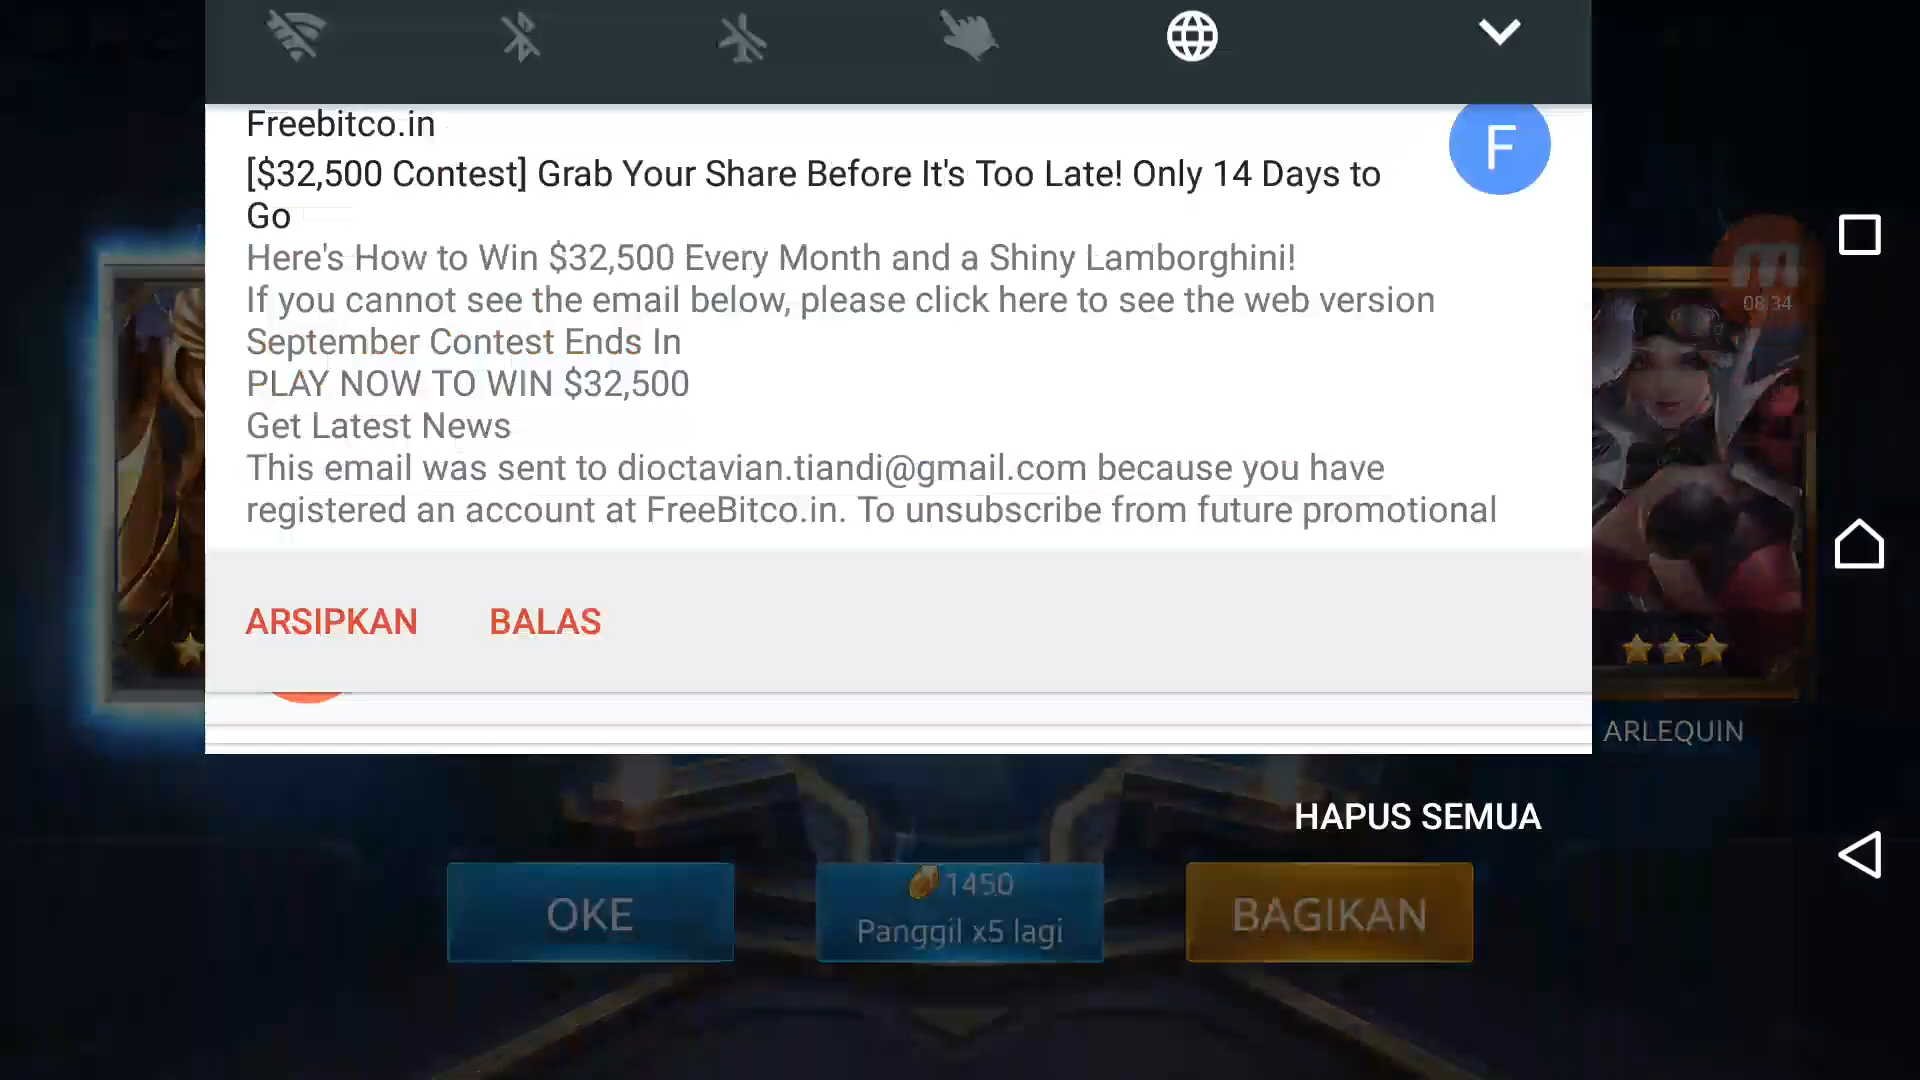 Freebitco.in
F
[$32,500 Contest] Grab Your Share Before It's Too Late! Only 14 Days to
Go
Here's How to Win $32,500 Every Month and a Shiny Lamborghini!
If you cannot see the email below, please click here to see the web version
September Contest Ends In
PLAY NOW TO WIN $32,500
Get Latest News
This email was sent to dioctavian.tiandi@gmail.com because you have
registered an account at FreeBitco.in. To unsubscribe from future promotional
ARSIPKAN BALAS
08:34
ARLEQUIN
HAPUS SEMUA
OKE
1450
Panggil x5 lagi
BAGIKAN